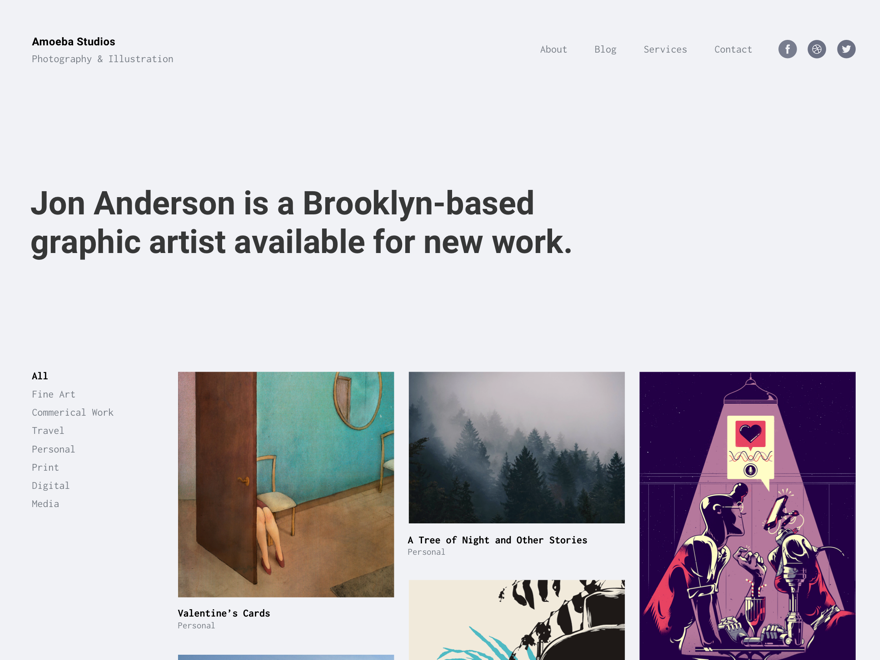 Amoeba Studios
Photography & Illustration
About
Blog
Services
Contact
Jon Anderson is a Brooklyn-based
graphic artist available for new work.
All
Fine Art
Commerical Work
Travel
Personal
Print
Digital
Media
Valentine's Cards
Personal
A Tree of Night and Other Stories
Personal